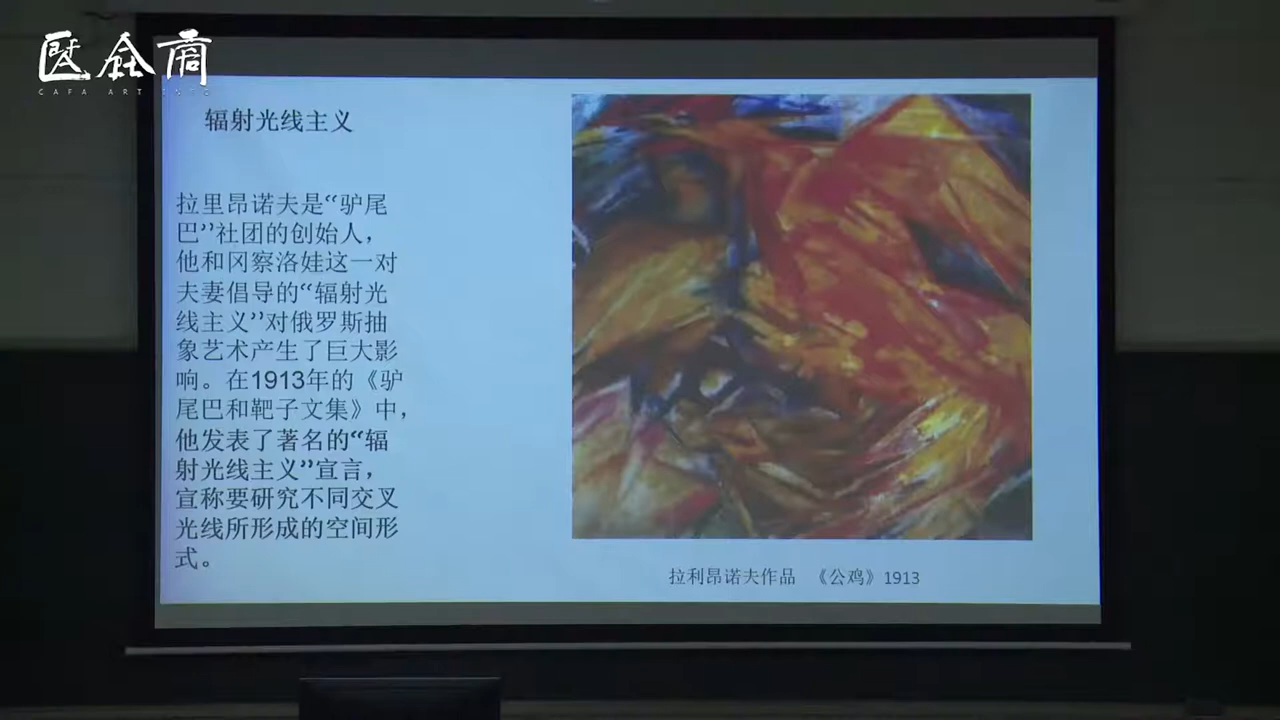 CAFA ART INFO
辐射光线主义
拉里昂诺夫是“驴尾
巴”社团的创始人，
他和冈察洛娃这一对
夫妻倡导的“辐射光
线主义”对俄罗斯抽
象艺术产生了巨大影
响。在1913年的《驴
尾巴和靶子文集》中，
他发表了著名的“辐
射光线主义”宣言，
宣称要研究不同交叉
光线所形成的空间形
式。
拉利昂诺夫作品 《公鸡》1913